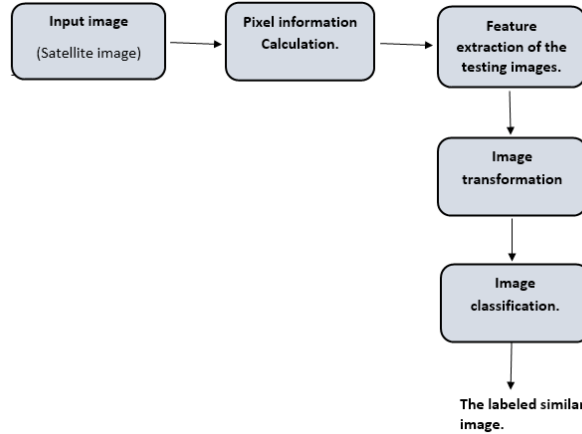 Input image
(Satellite image)
Pixel information
Calculation.
Feature
extraction of the
testing images.
Image
transformation
Image
classification.
The labeled similar
image.